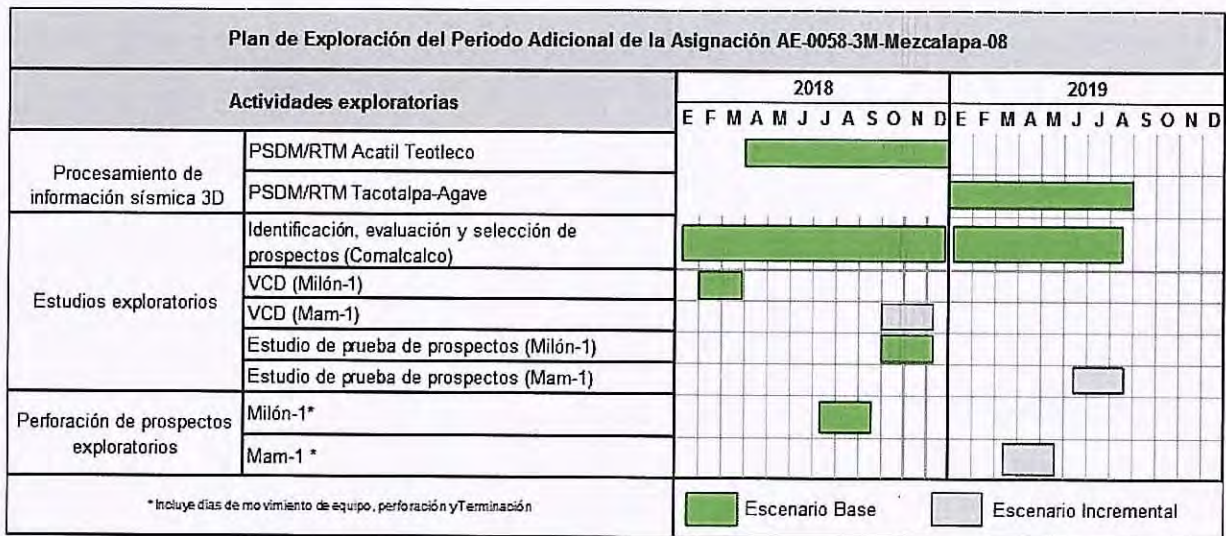 Plan de Exploración del Periodo Adicional de la Asignación AE-0058-3M-Mezcalapa-08
Actividades exploratorias
2018
2019
E F M A M J J A S O N D E F M A M J J A S O N D
Procesamiento de
información sísmica 3D
PSDM/RTM Acatil Teotleco
PSDM/RTM Tacotalpa-Agave
Estudios exploratorios
Identificación, evaluación y selección de
prospectos (Comalcalco)
VCD (Milón-1)
VCD (Mam-1)
Estudio de prueba de prospectos (Milón-1)
Estudio de prueba de prospectos (Mam-1)
Perforación de prospectos
exploratorios
Milón-1*
Mam-1 *
* Incluye días de movimiento de equipo, perforación yTerminación
Escenario Base
Escenario Incremental